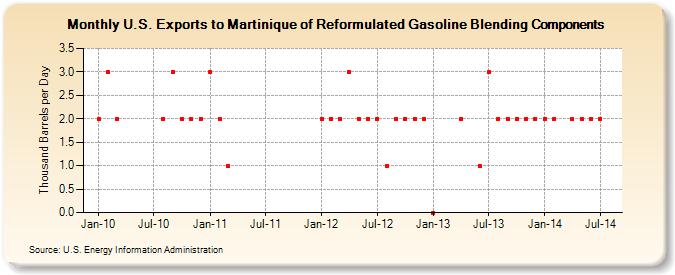 Monthly U.S. Exports to Martinique of Reformulated Gasoline Blending Components
Thousand Barrels per Day
3.5
3.0
2.5
2.0
1.5
1.0
0.5
0.0
Jan-10 Jul-10 Jan-11 Jul-11 Jan-12 Jul-12 Jan-13 Jul-13 Jan-14 Jul-14
Source: U.S. Energy Information Administration